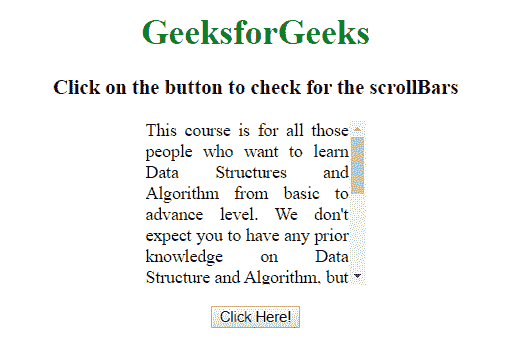 GeeksforGeeks
Click on the button to check for the scrollBars
This course is for all those
people who want to learn
Data Structures and
Algorithm from basic to
advance level. We don't
expect you to have any prior
knowledge on Data
Structure and Algorithm, but
Click Here!